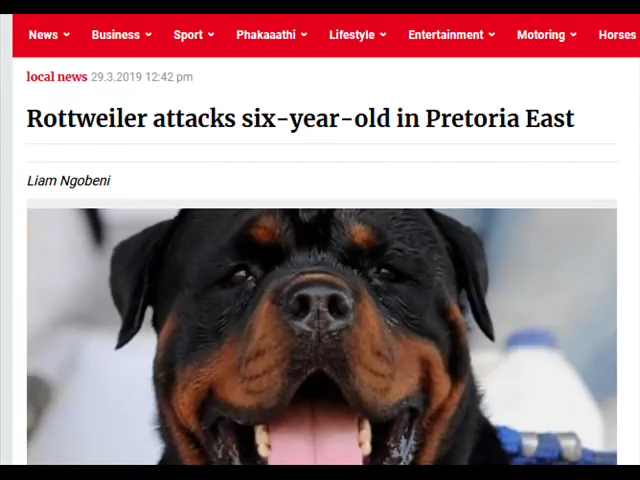 News Business Sport Phakaaathi Lifestyle Entertainment Motoring Horses
local news 29.3.2019 12:42 pm
Rottweiler attacks six-year-old in Pretoria East
Liam Ngobeni